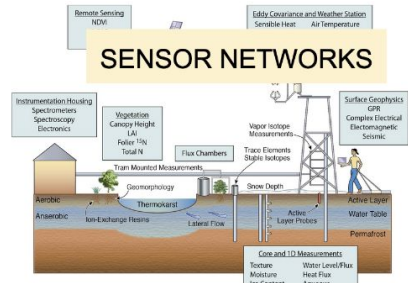 Remote Sensing
NDVI
Eddy Covariance and Weather Station
Sensible Heat Air Temperature
SENSOR NETWORKS
Instrumentation Housing
Spectrometers
Spectroscopy
Electronics
Vegetation
Canopy Height
LAI
Folier 15N
Total N
Flux Chambers
Vapor Isotope
Measurements
Trace Elements
Stable Isotopes
Surface Geophysics
GPR
Complex Electrical
Electromagnetic
Seismic
Tram Mounted Measurements
Geomorphology
Snow Depth
Aerobic
Thermokarst
Active Layer
Anaerobic
Ion-Exchange Resins
Lateral Flow
Active
Layer Probes
Water Table
Permafrost
Core and 1D Measurements
Texture Water Level/Flux
Moisture Heat Flux